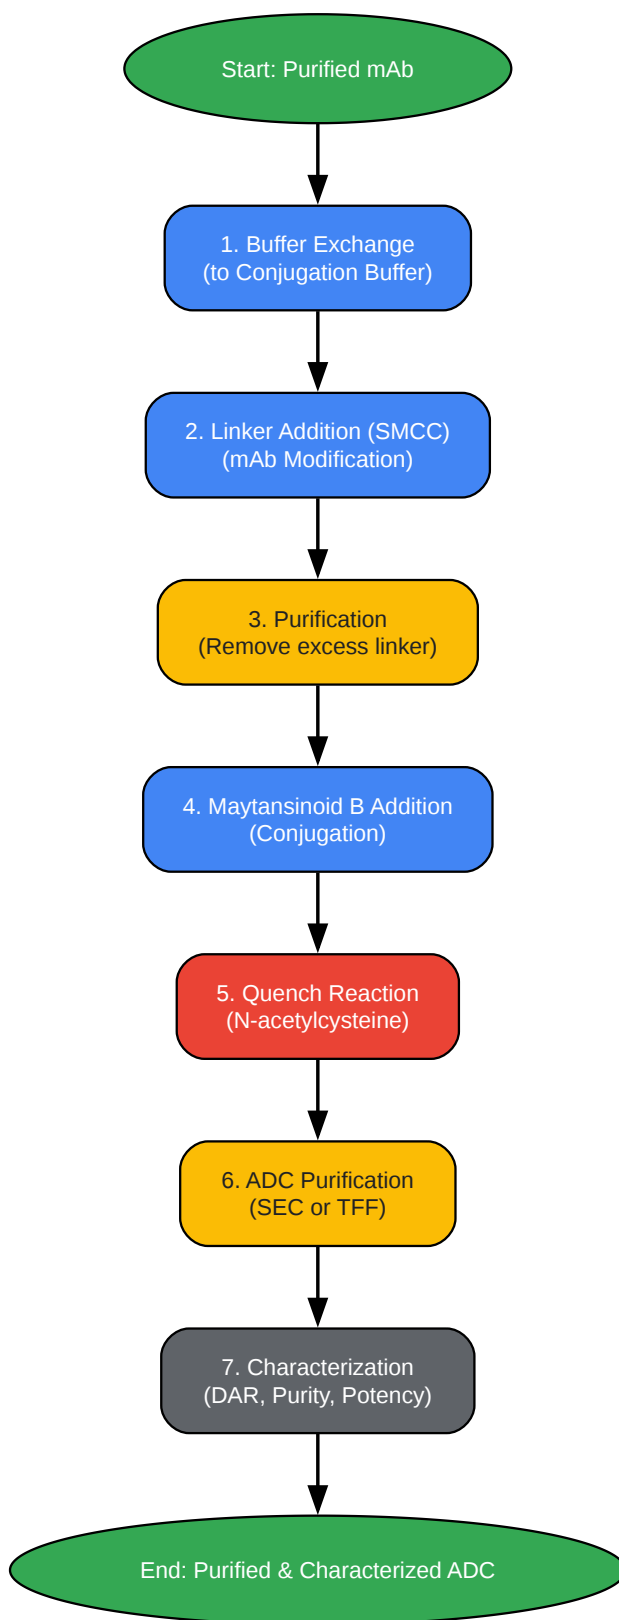 Start: Purified mAb
1. Buffer Exchange
(to Conjugation Buffer)
2. Linker Addition (SMCC)
(mAb Modification)
3. Purification
(Remove excess linker)
4. Maytansinoid B Addition
(Conjugation)
5. Quench Reaction
(N-acetylcysteine)
6. ADC Purification
(SEC or TFF)
7. Characterization
(DAR, Purity, Potency)
End: Purified & Characterized ADC